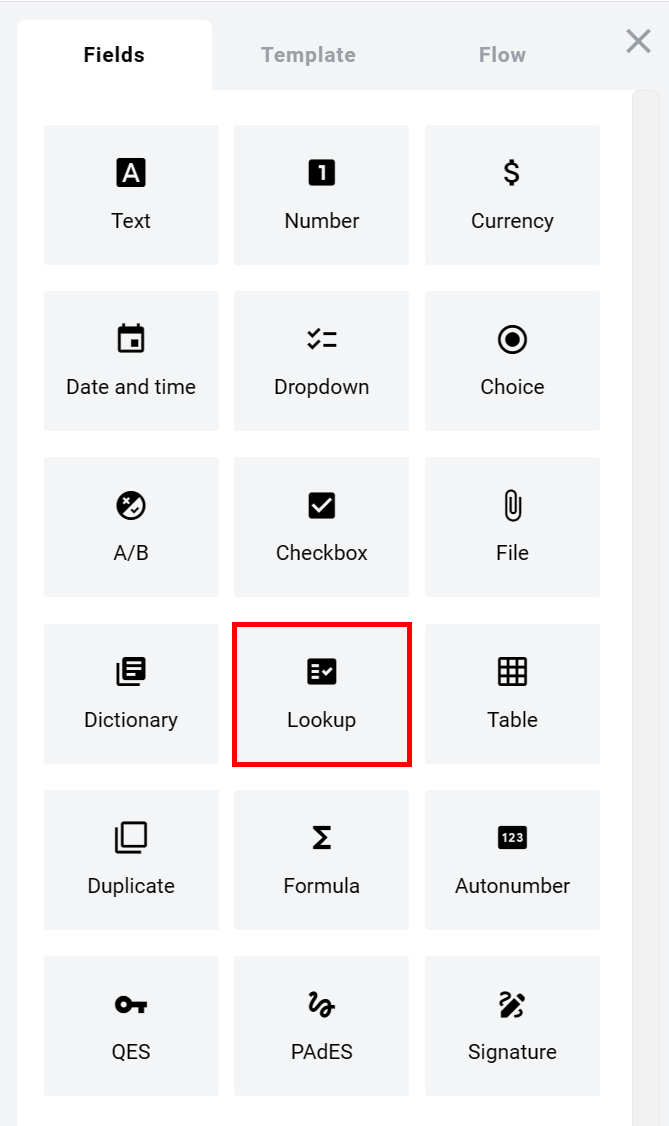 Fields Template Flow
A 1 $
Text Number Currency
Date and time Dropdown Choice
A/B Checkbox File
Dictionary Lookup Table
123
Duplicate Formula Autonumber
QES PAdES Signature